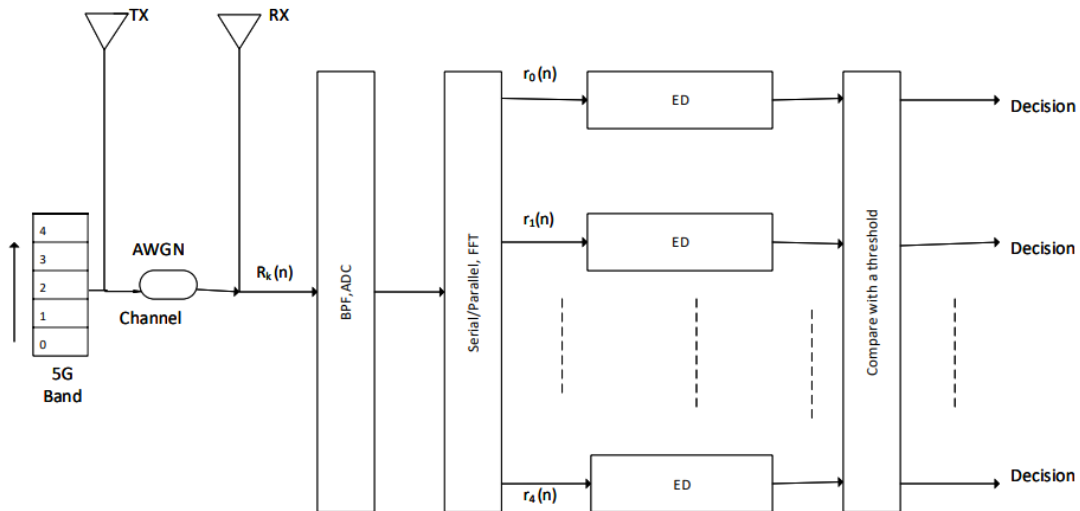 TX
RX
r0(n)
ED
Decision
4
3
2
1
0
AWGN
Channel
5G
Band
Rk(n)
BPF,ADC
Serial/Parallel, FFT
r1(n)
ED
Compare with a threshold
Decision
r4(n)
ED
Decision